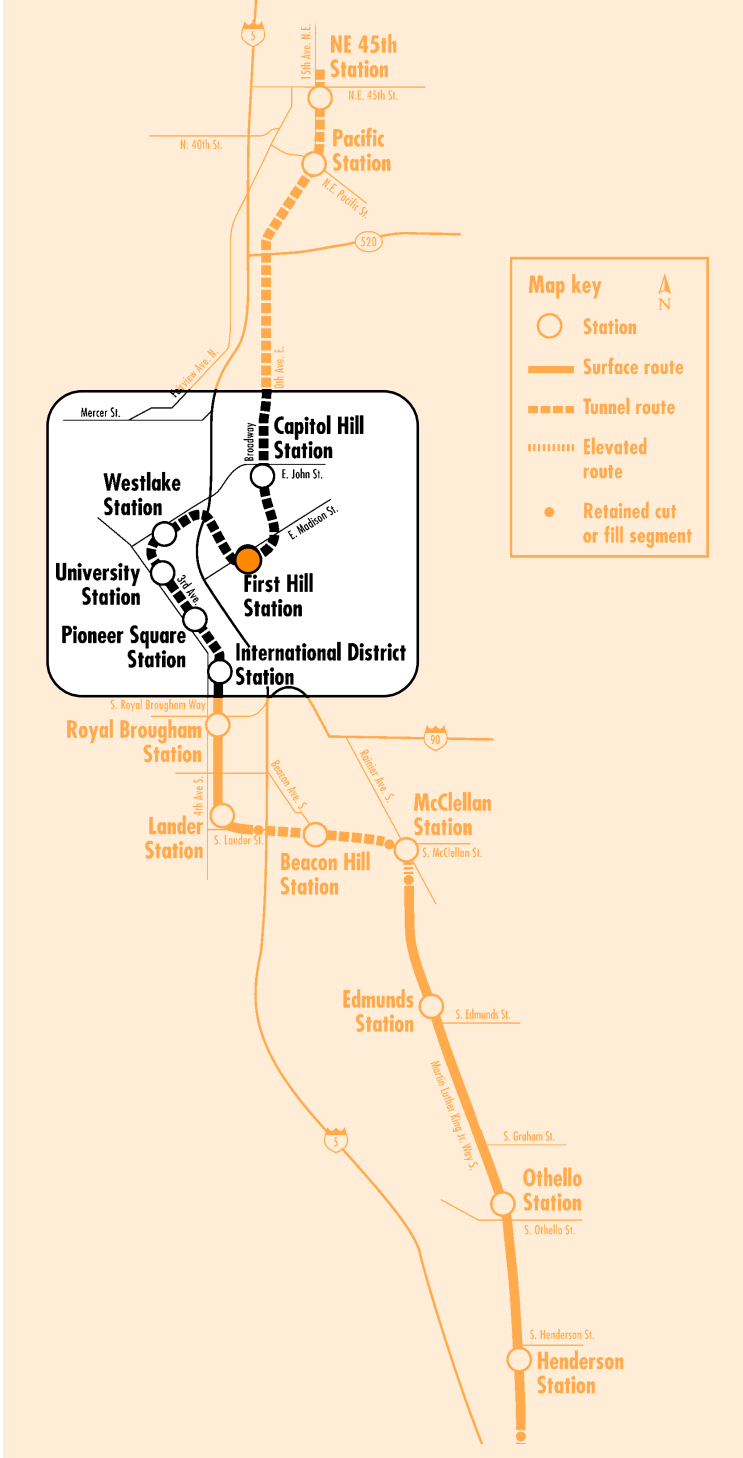 5
15th Ave. N.E.
NE 45th
Station
N.E. 45th St.
N. 40th St.
Pacific
Station
N.E. Pacific St.
520
Map key
N
Station
Surface route
Tunnel route
Elevated
route
Retained cut
or fill segment
Fairview Ave. N.
0th Ave. E.
Mercer St.
Broadway
Capitol Hill
Station
E. John St.
Westlake
Station
E. Madison St.
University
Station
3rd Ave.
First Hill
Station
Pioneer Square
Station
International District
Station
S. Royal Brougham Way
Royal Brougham
Station
90
Rainier Ave. S.
Beacon Ave. S.
4th Ave S.
McClellan
Station
Lander
Station
S. Lander St.
S. McClellan St.
Beacon Hill
Station
Edmunds
Station
S. Edmunds St.
Martin Luther King Jr. Way S.
5
S. Graham St.
Othello
Station
S. Othello St.
S. Henderson St.
Henderson
Station